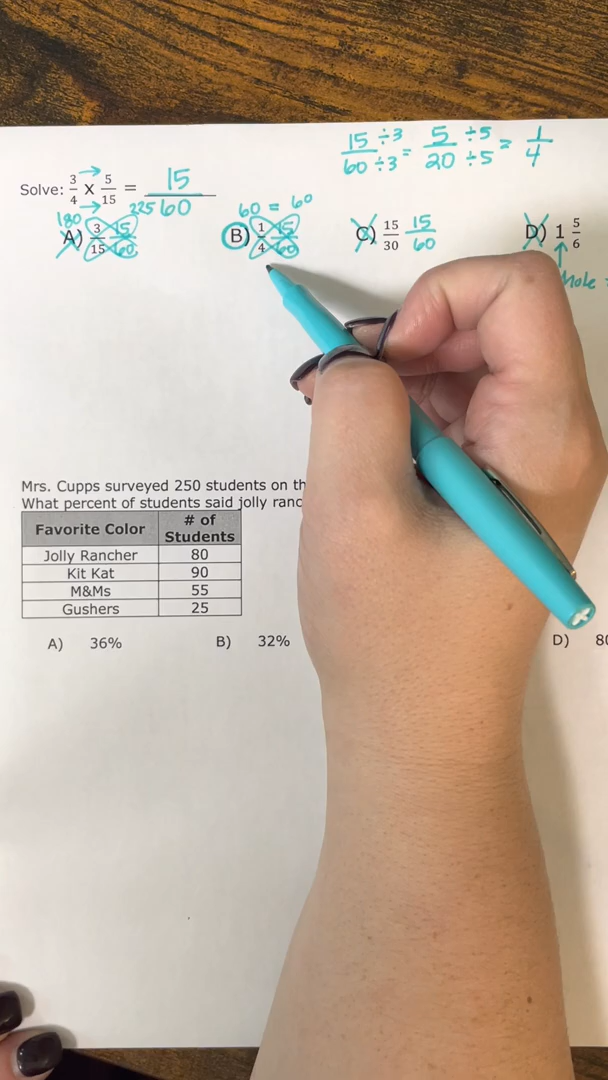 15 ÷3 = 5 ÷5 = 1
60 ÷3 20 ÷5 4
Solve: 3/4 x 5/15 = 15/60
180 225 60 = 60
A) 3/15 15/60 B) 1/4 15/60 C) 15/30 15/60 D) 1 5/6
Mrs. Cupps surveyed 250 students on
What percent of students said jolly
Favorite Color # of Students
Jolly Rancher 80
Kit Kat 90
M&Ms 55
Gushers 25
A) 36% B) 32% D)